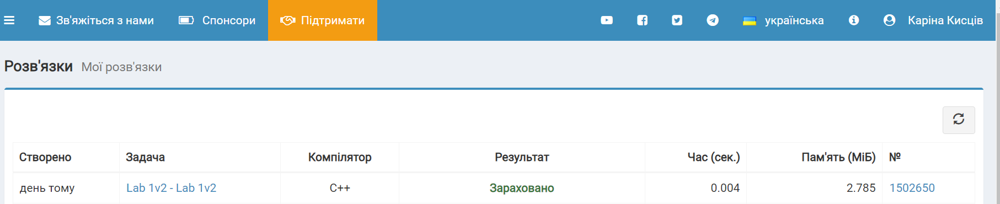 Зв'яжіться з нами Спонсори Підтримати українська Каріна Кисців
Розв'язки Мої розв'язки
Створено Задача Компілятор Результат Час (сек.) Пам'ять (МіБ) №
день тому Lab 1v2 - Lab 1v2 C++ Зараховано 0.004 2.785 1502650